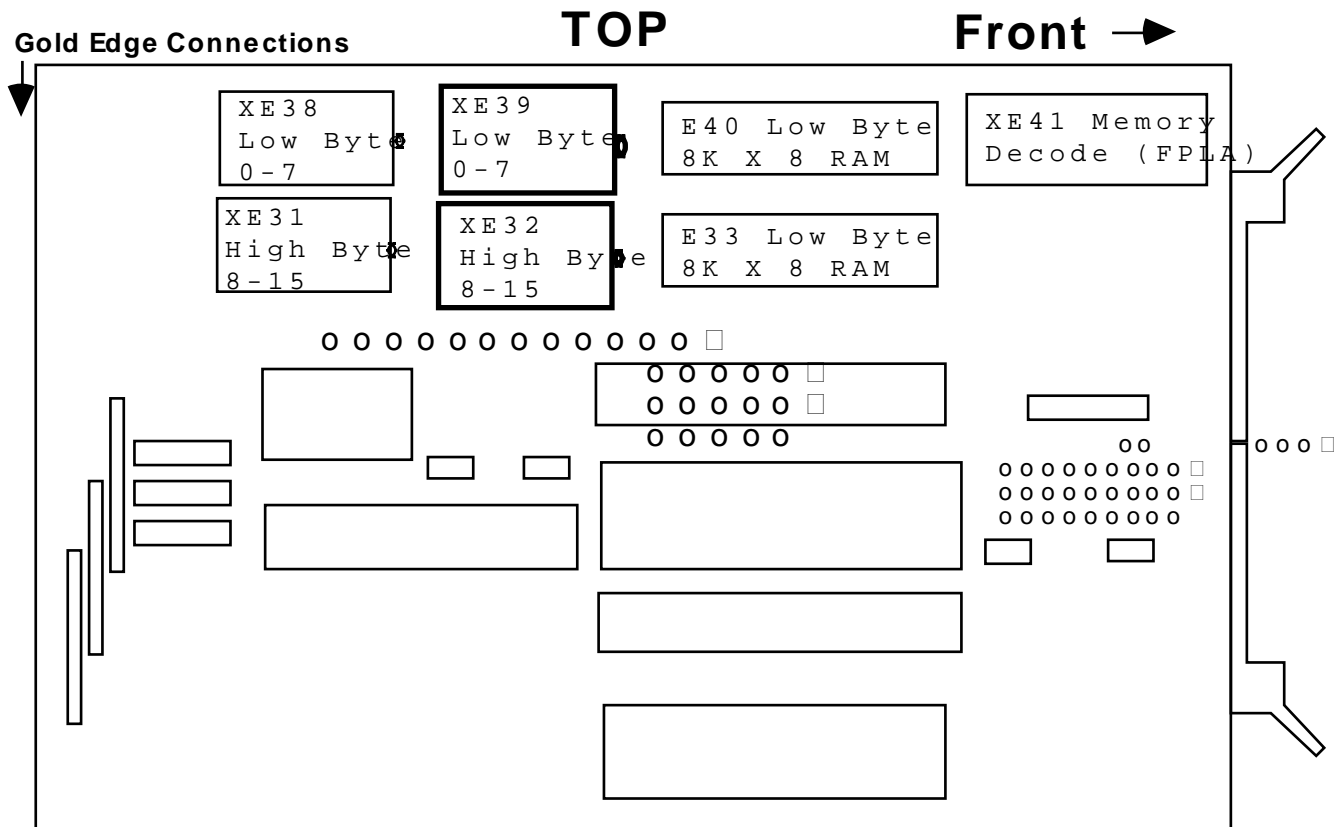 TOP
Front
Gold Edge Connections
XE38
Low Byte
0-7
XE39
Low Byte
0-7
E40 Low Byte
8K X 8 RAM
XE41 Memory
Decode (FPLA)
XE31
High Byte
8-15
XE32
High Byte
8-15
E33 Low Byte
8K X 8 RAM
o o o o o o o o o o o o □
o o o o o □
o o o o o □
o o o o o
o o
o o o □
o o o o o o o o o □
o o o o o o o o o □
o o o o o o o o o